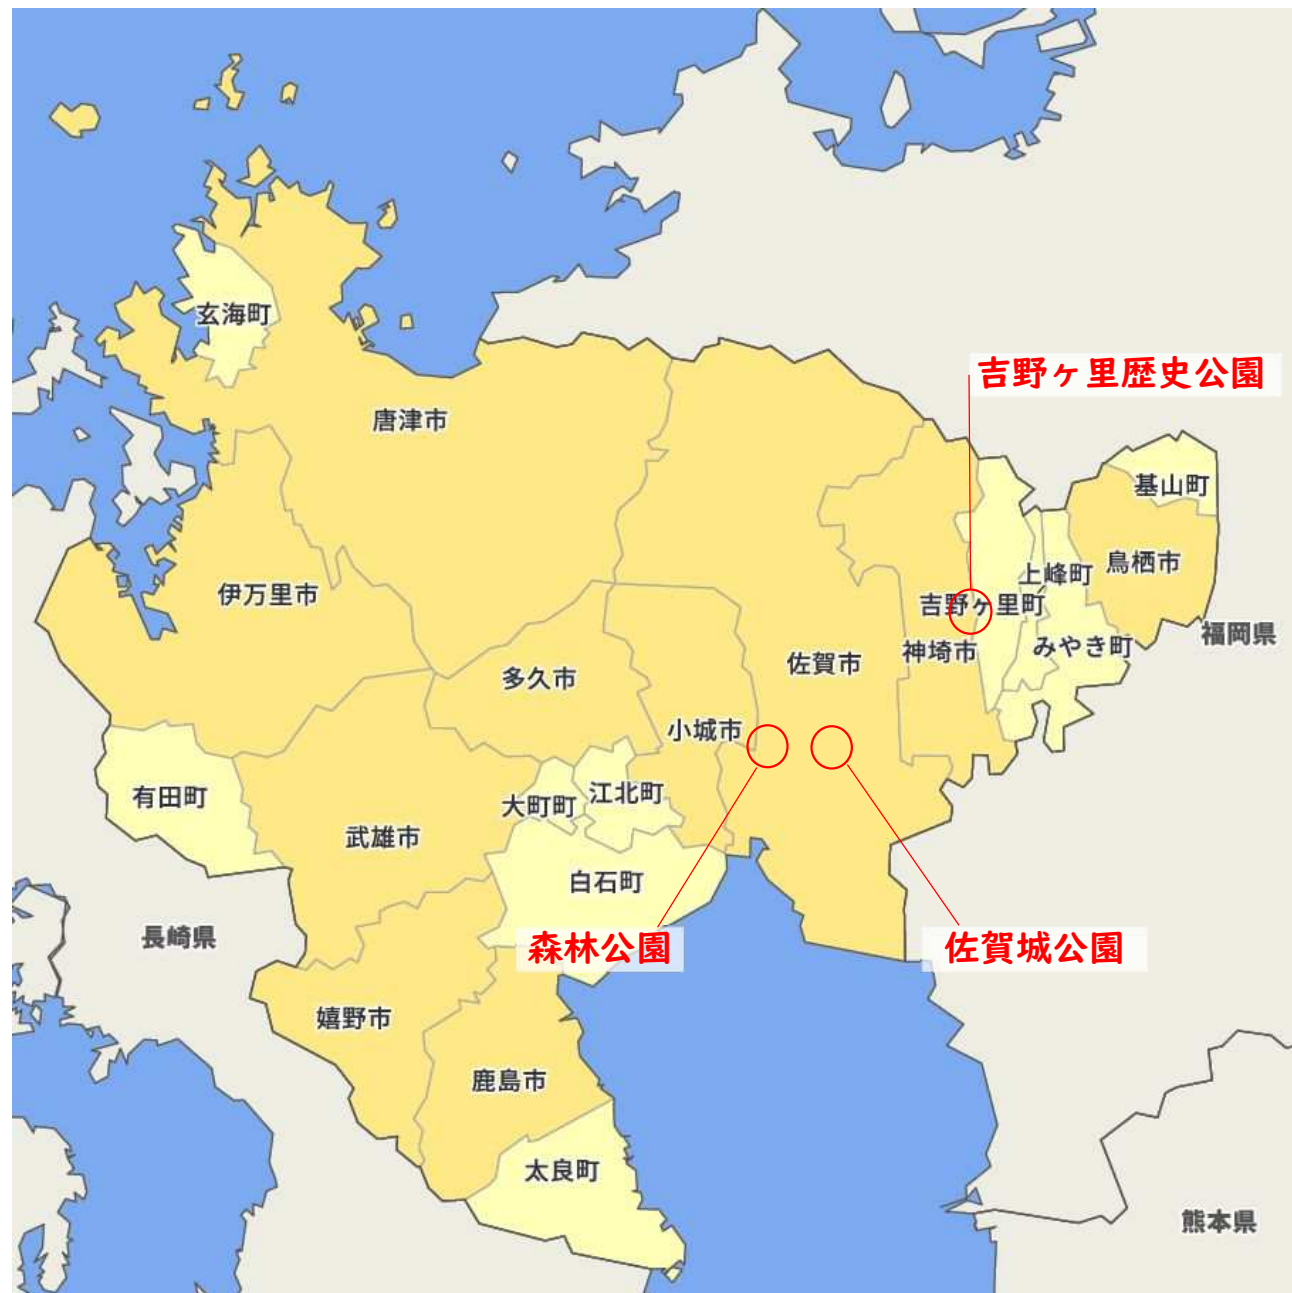 玄海町
吉野ヶ里歴史公園
唐津市
基山町
鳥栖市
上峰町
伊万里市
吉野ヶ里町
福岡県
みやき町
神埼市
佐賀市
多久市
小城市
江北町
有田町
大町町
武雄市
白石町
長崎県
森林公園
佐賀城公園
嬉野市
鹿島市
太良町
熊本県